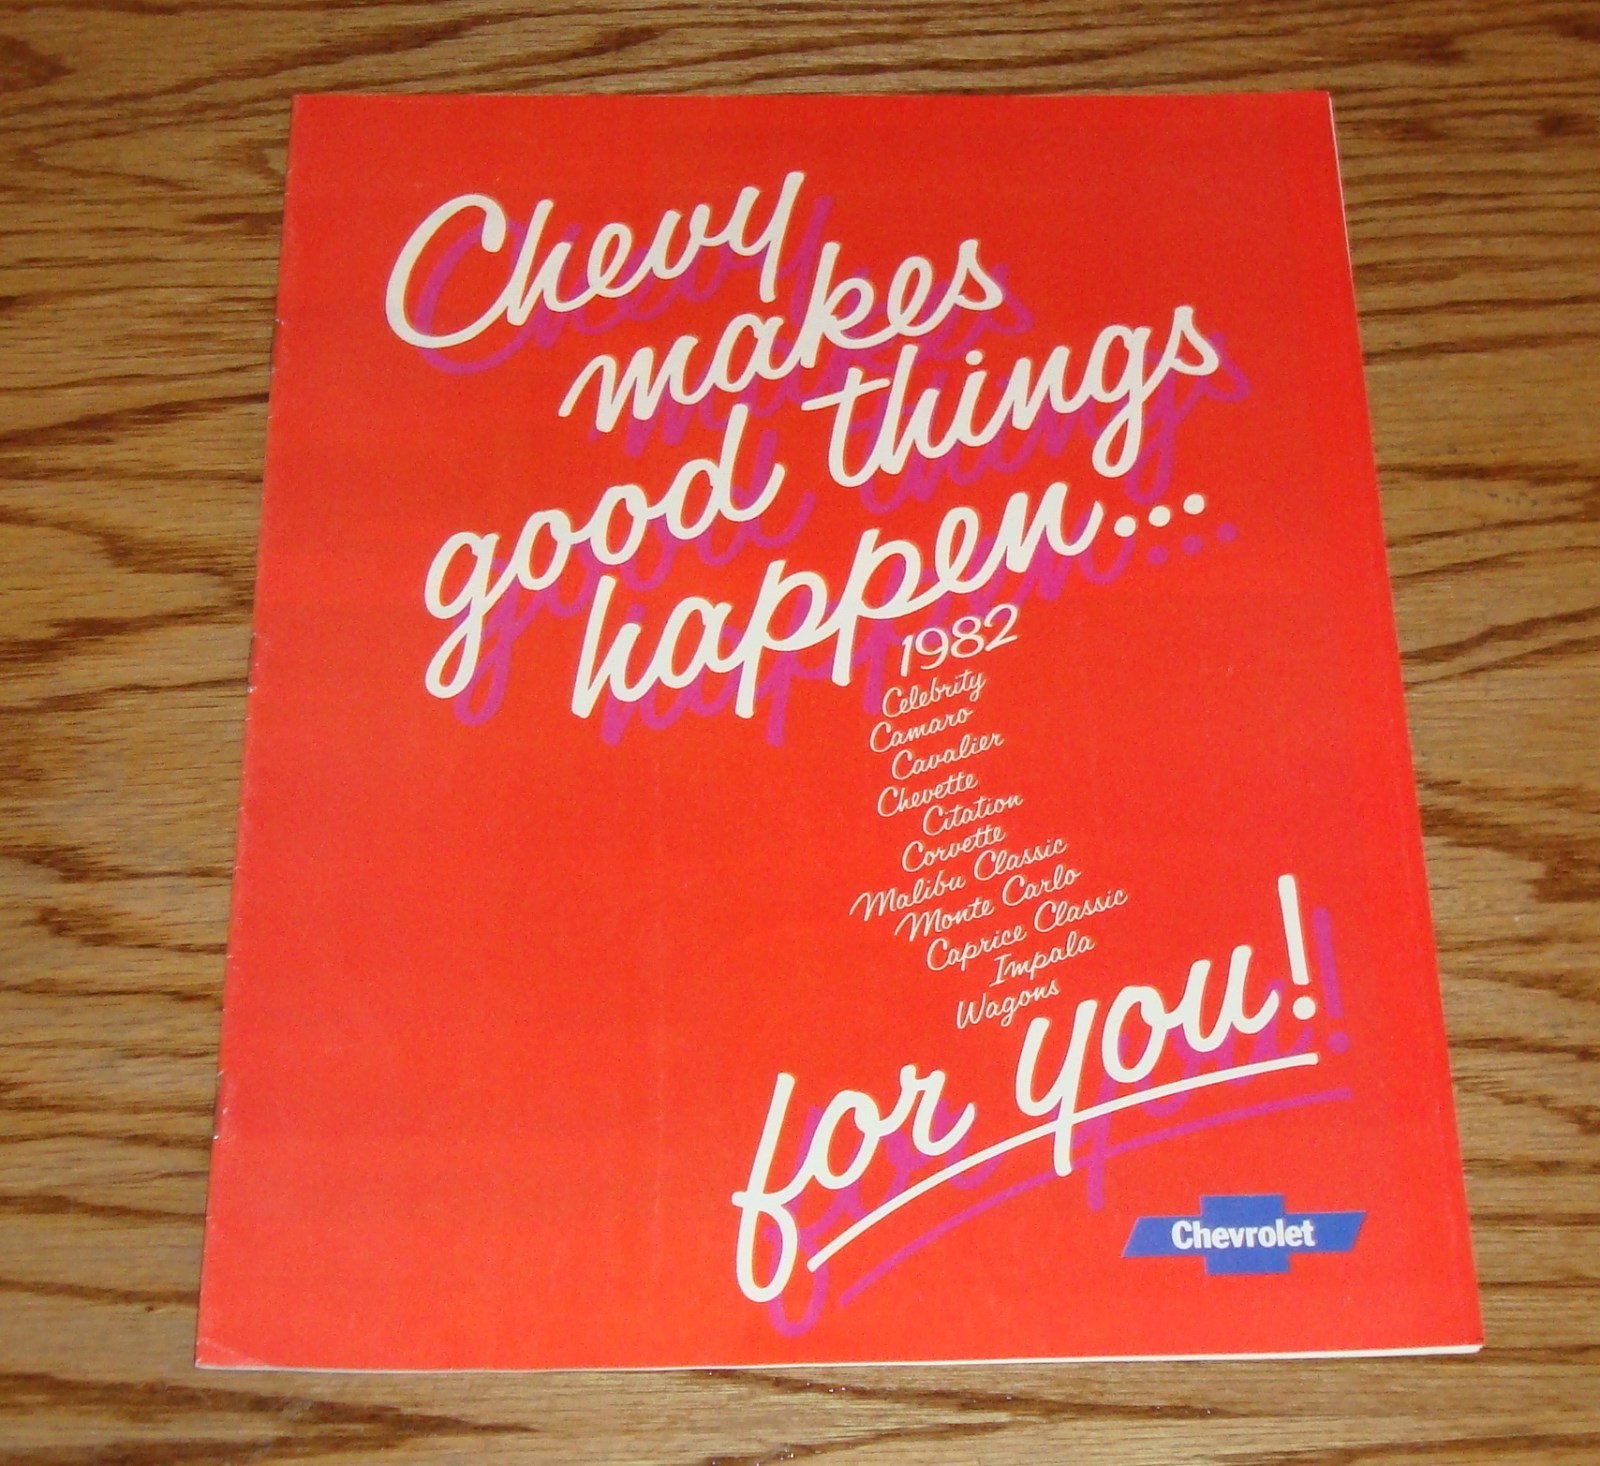 Chevy
makes
good things
happen...
1982
Celebrity
Camaro
Cavalier
Chevette
Citation
Corvette
Malibu Classic
Monte Carlo
Caprice Classic
Impala
Wagons
for you!
Chevrolet